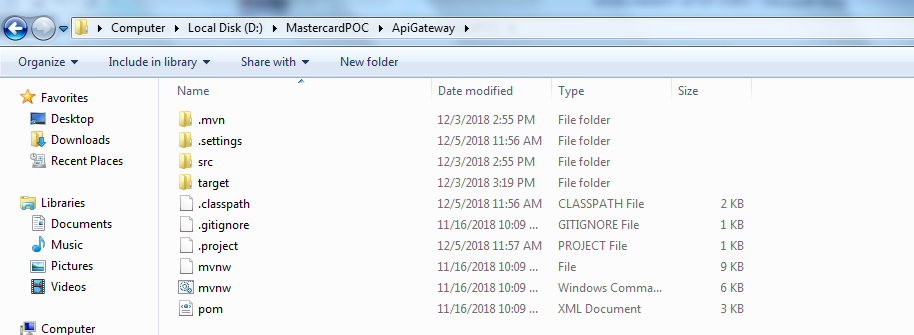 Computer Local Disk (D:) MastercardPOC ApiGateway
Organize Include in library Share with New folder
Favorites
Desktop
Downloads
Recent Places
Libraries
Documents
Music
Pictures
Videos
Computer
Name Date modified Type Size
.mvn 12/3/2018 2:55 PM File folder
.settings 12/5/2018 11:56 AM File folder
src 12/3/2018 2:55 PM File folder
target 12/3/2018 3:19 PM File folder
.classpath 12/5/2018 11:56 AM CLASSPATH File 2 KB
.gitignore 11/16/2018 10:09 ... GITIGNORE File 1 KB
.project 12/5/2018 11:57 AM PROJECT File 1 KB
mvnw 11/16/2018 10:09 ... File 9 KB
mvnw 11/16/2018 10:09 ... Windows Comma... 6 KB
pom 11/16/2018 10:09 ... XML Document 3 KB